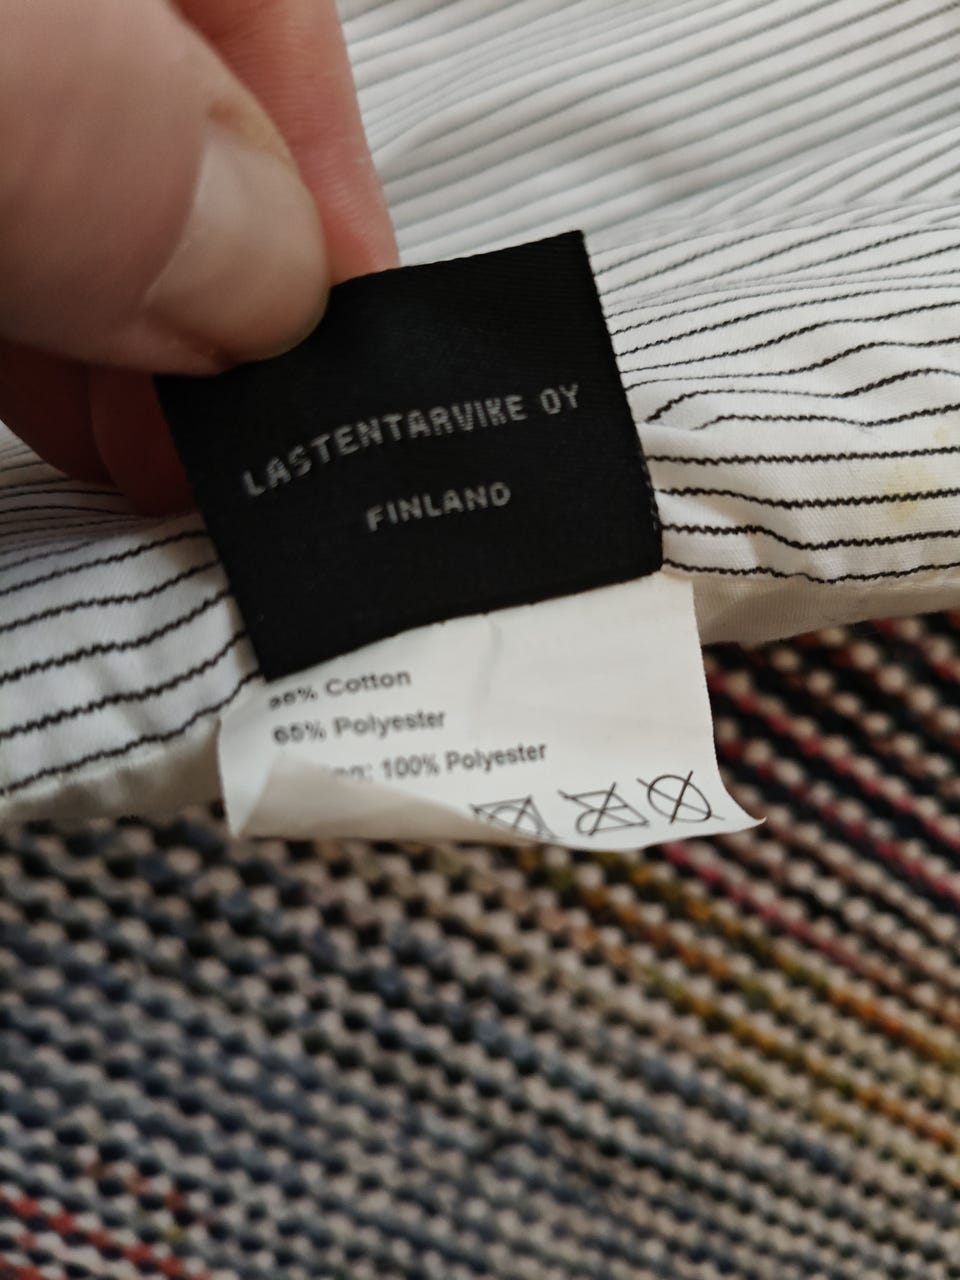 LASTENTARVIKE OY
FINLAND
Cotton
65% Polyester
100% Polyester